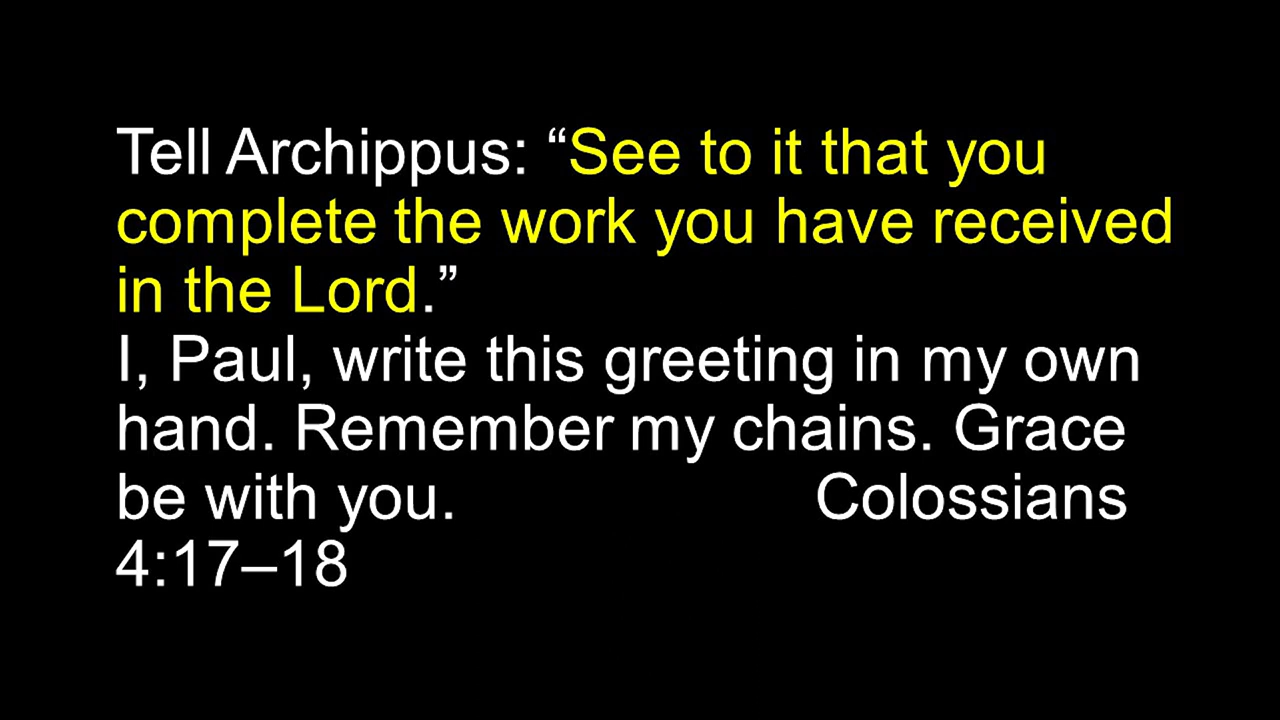 Tell Archippus: “See to it that you
complete the work you have received
in the Lord.”
I, Paul, write this greeting in my own
hand. Remember my chains. Grace
be with you. Colossians
4:17–18